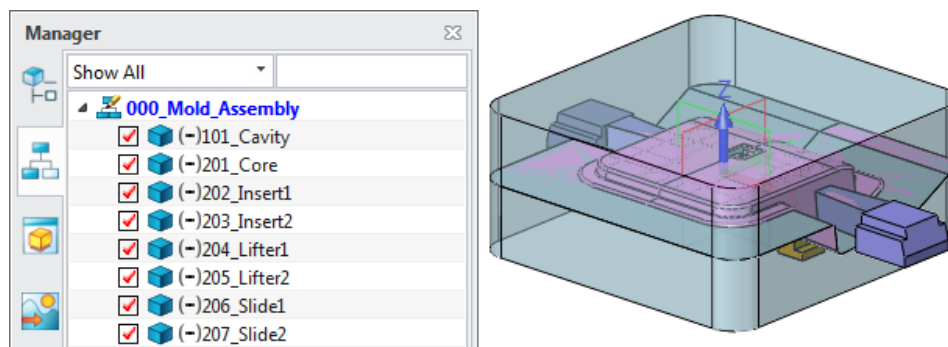 Manager
Show All
000_Mold_Assembly
(-)101_Cavity
(-)201_Core
(-)202_Insert1
(-)203_Insert2
(-)204_Lifter1
(-)205_Lifter2
(-)206_Slide1
(-)207_Slide2
Z